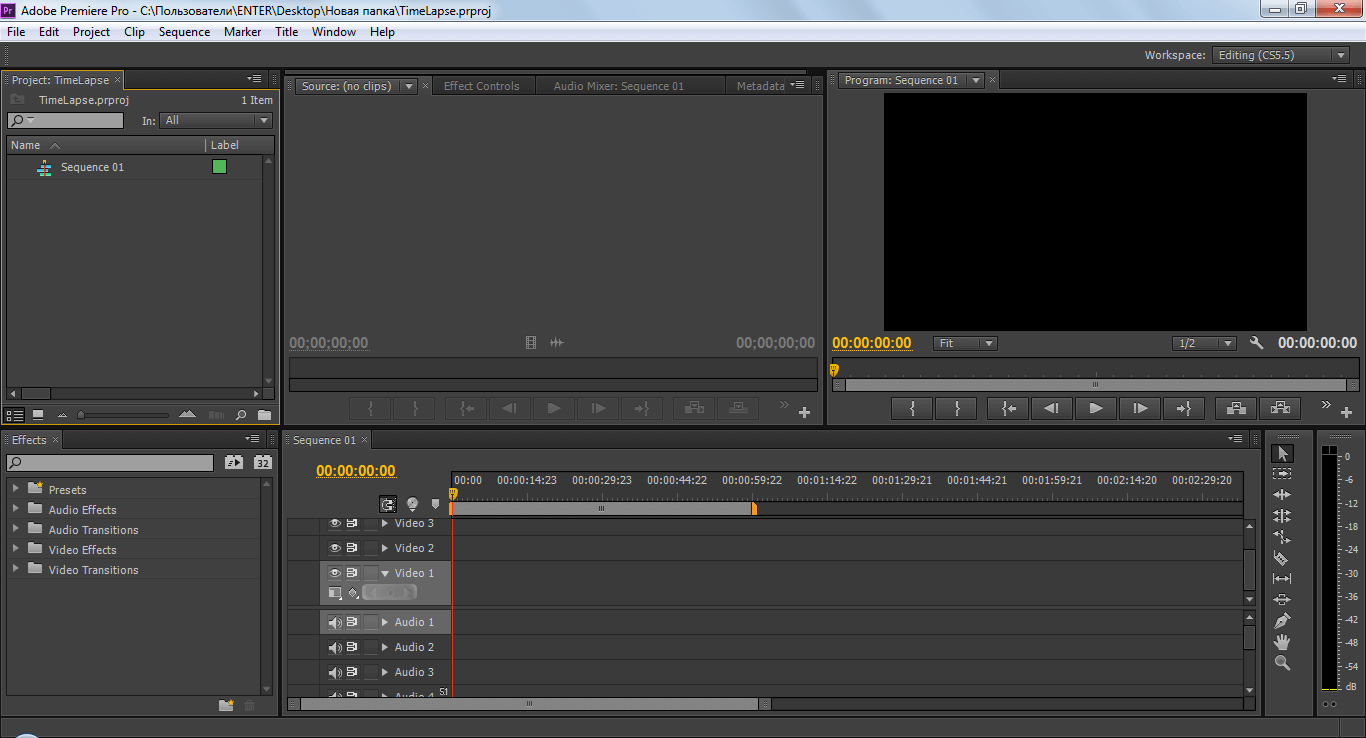 Pr Adobe Premiere Pro - C:\Пользователи\ENTER\Desktop\Новая папка\TimeLapse.prproj
File Edit Project Clip Sequence Marker Title Window Help
Workspace: Editing (CS5.5)
Project: TimeLapse
TimeLapse.prproj 1 Item
In: All
Name Label
Sequence 01
Source: (no clips) Effect Controls Audio Mixer: Sequence 01 Metadata
00;00;00;00 00;00;00;00
Program: Sequence 01
00:00:00:00 Fit 1/2 00:00:00:00
Effects
32
Presets
Audio Effects
Audio Transitions
Video Effects
Video Transitions
Sequence 01
00:00:00:00
00:00 00:00:14:23 00:00:29:23 00:00:44:22 00:00:59:22 00:01:14:22 00:01:29:21 00:01:44:21 00:01:59:21 00:02:14:20 00:02:29:20
Video 3
Video 2
Video 1
Audio 1
Audio 2
Audio 3
Audio 4 5.1
0
-6
-12
-18
-24
-30
-36
-42
-48
-54
dB